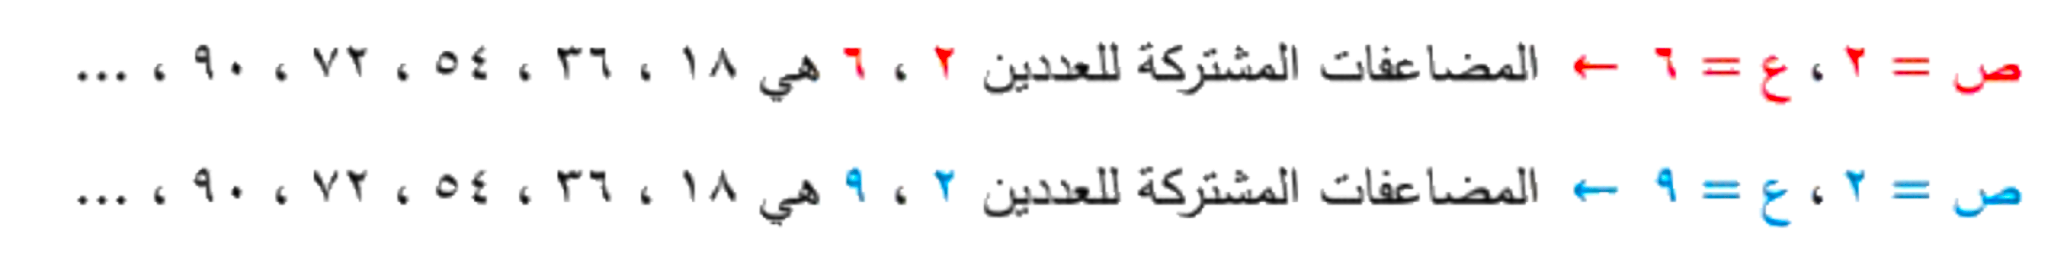 ص = ٢ ، ع = ٦ ← المضاعفات المشتركة للعددين ٢ ، ٦ هي ١٨ ، ٣٦ ، ٥٤ ، ٧٢ ، ٩٠ ، ...
ص = ٢ ، ع = ٩ ← المضاعفات المشتركة للعددين ٢ ، ٩ هي ١٨ ، ٣٦ ، ٥٤ ، ٧٢ ، ٩٠ ، ...